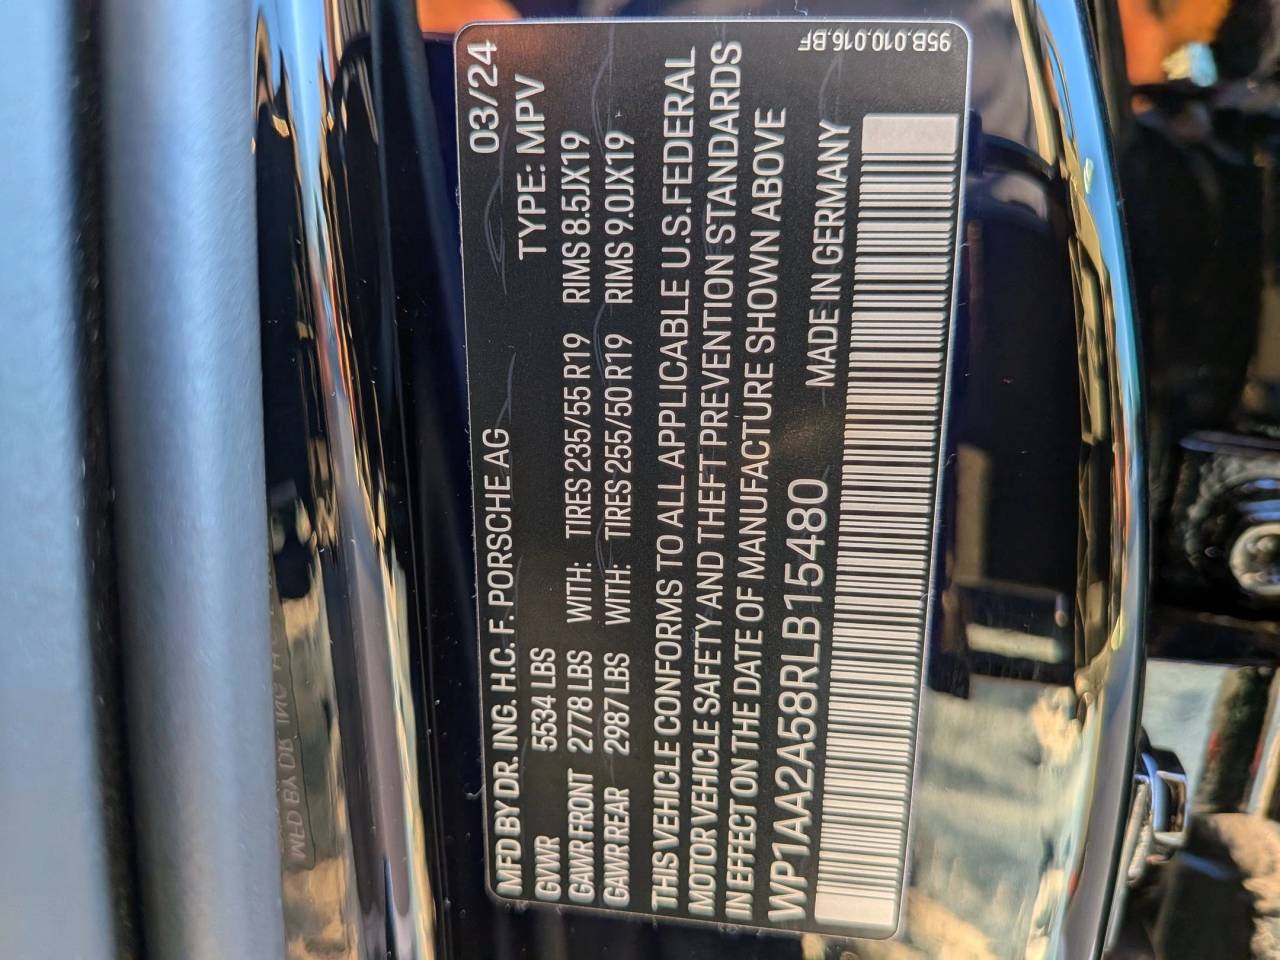 MFD BY DR. ING. H.C. F. PORSCHE AG 03/24
GVWR 5534 LBS TYPE: MPV
GAWR FRONT 2778 LBS WITH: TIRES 235/55 R19 RIMS 8.5JX19
GAWR REAR 2987 LBS WITH: TIRES 255/50 R19 RIMS 9.0JX19
THIS VEHICLE CONFORMS TO ALL APPLICABLE U.S. FEDERAL
MOTOR VEHICLE SAFETY AND THEFT PREVENTION STANDARDS
IN EFFECT ON THE DATE OF MANUFACTURE SHOWN ABOVE
WP1AA2A58RLB15480 MADE IN GERMANY
95B.010.016.BF